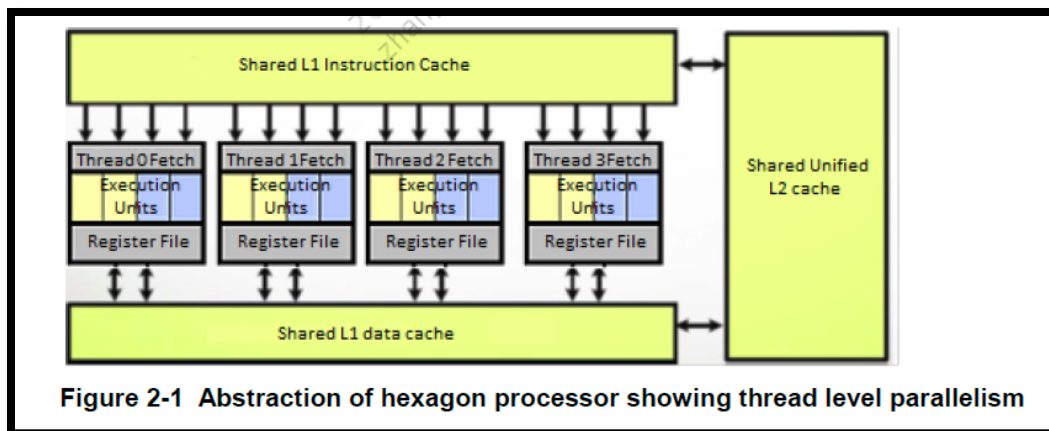 Shared L1 Instruction Cache
Thread 0 Fetch
Thread 1 Fetch
Thread 2 Fetch
Thread 3 Fetch
Execution
Units
Execution
Units
Execution
Units
Execution
Units
Register File
Register File
Register File
Register File
Shared L1 data cache
Shared Unified
L2 cache
Figure 2-1 Abstraction of hexagon processor showing thread level parallelism